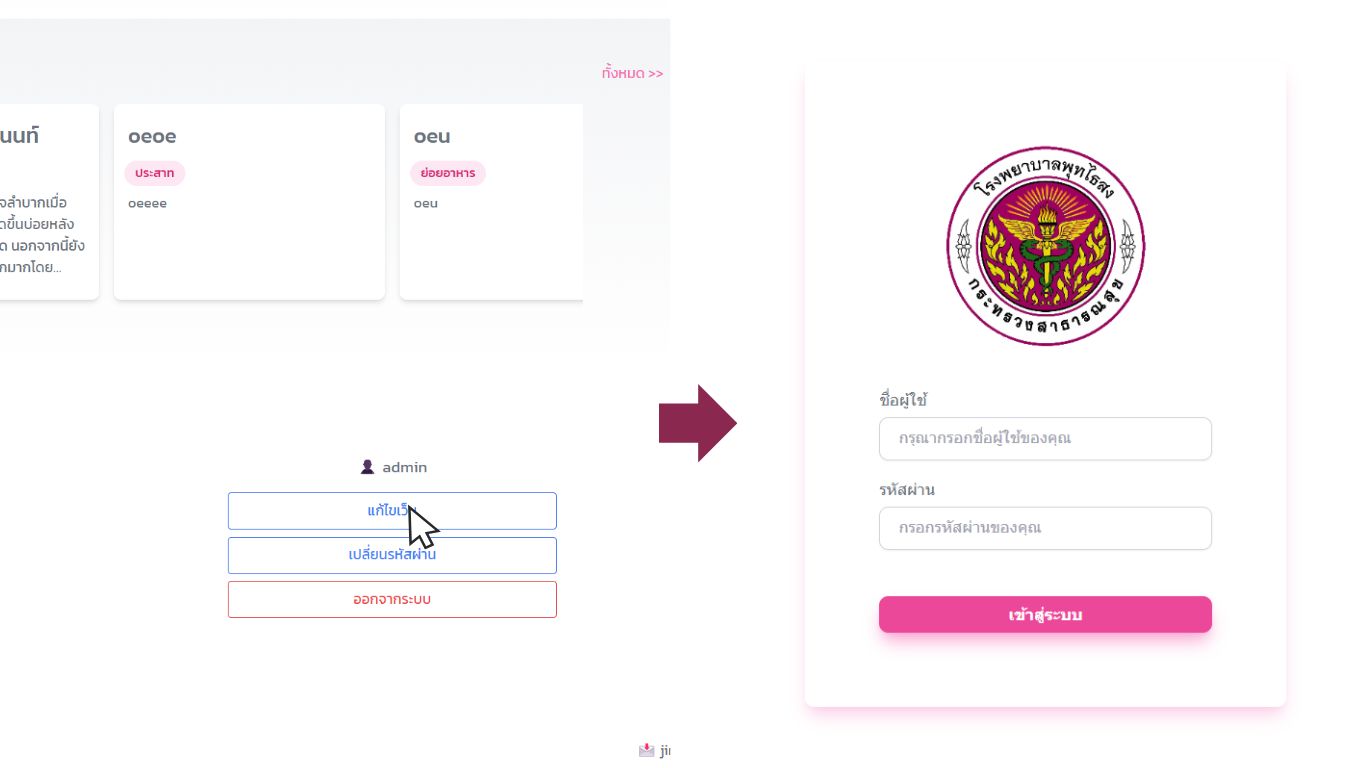 ทั้งหมด >>
นนท์
จลำบากเมื่อ
ดขึ้นบ่อยหลัง
ด นอกจากนี้ยัง
กมากโดย...
oeoe
ประสาท
oeeee
oeu
ย่อยอาหาร
oeu
admin
แก้ไขเว็บ
เปลี่ยนรหัสผ่าน
ออกจากระบบ
โรงพยาบาลพุทไธสง
กระทรวงสาธารณสุข
ชื่อผู้ใช้
กรุณากรอกชื่อผู้ใช้ของคุณ
รหัสผ่าน
กรอกรหัสผ่านของคุณ
เข้าสู่ระบบ